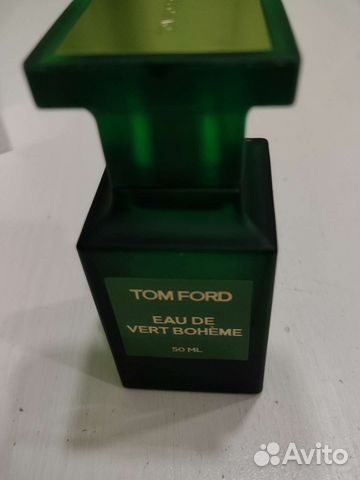 TOM FORD
EAU DE
VERT BOHÈME
50 ML
Avito